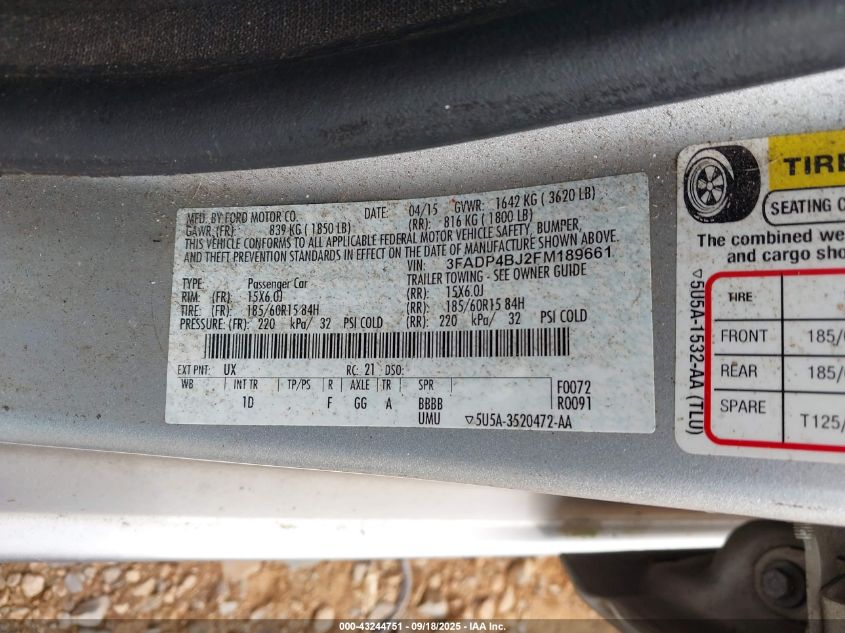 MFD. BY FORD MOTOR CO. DATE: 04/15 GVWR: 1642 KG ( 3620 LB)
GAWR: (FR): 839 KG ( 1850 LB) (RR): 816 KG ( 1800 LB)
THIS VEHICLE CONFORMS TO ALL APPLICABLE FEDERAL MOTOR VEHICLE SAFETY, BUMPER,
AND THEFT PREVENTION STANDARDS IN EFFECT ON THE DATE OF MANUFACTURE SHOWN ABOVE.
VIN: 3FADP4BJ2FM189661
TYPE: Passenger Car TRAILER TOWING - SEE OWNER GUIDE
RIM: (FR): 15X6.0J (RR): 15X6.0J
TIRE: (FR): 185/60R15 84H (RR): 185/60R15 84H
PRESSURE: (FR): 220 kPa/ 32 PSI COLD (RR): 220 kPa/ 32 PSI COLD
EXT PNT: UX RC: 21 DSO:
WB INT TR TP/PS R AXLE TR SPR F0072
1D F GG A BBBB R0091
UMU ▽5U5A-3520472-AA
TIRE
SEATING
The combined
and cargo
▽5U5A-1532-AA (TLU)
TIRE
FRONT 185/
REAR 185/
SPARE T125/
000-43244751 - 09/18/2025 - IAA Inc.